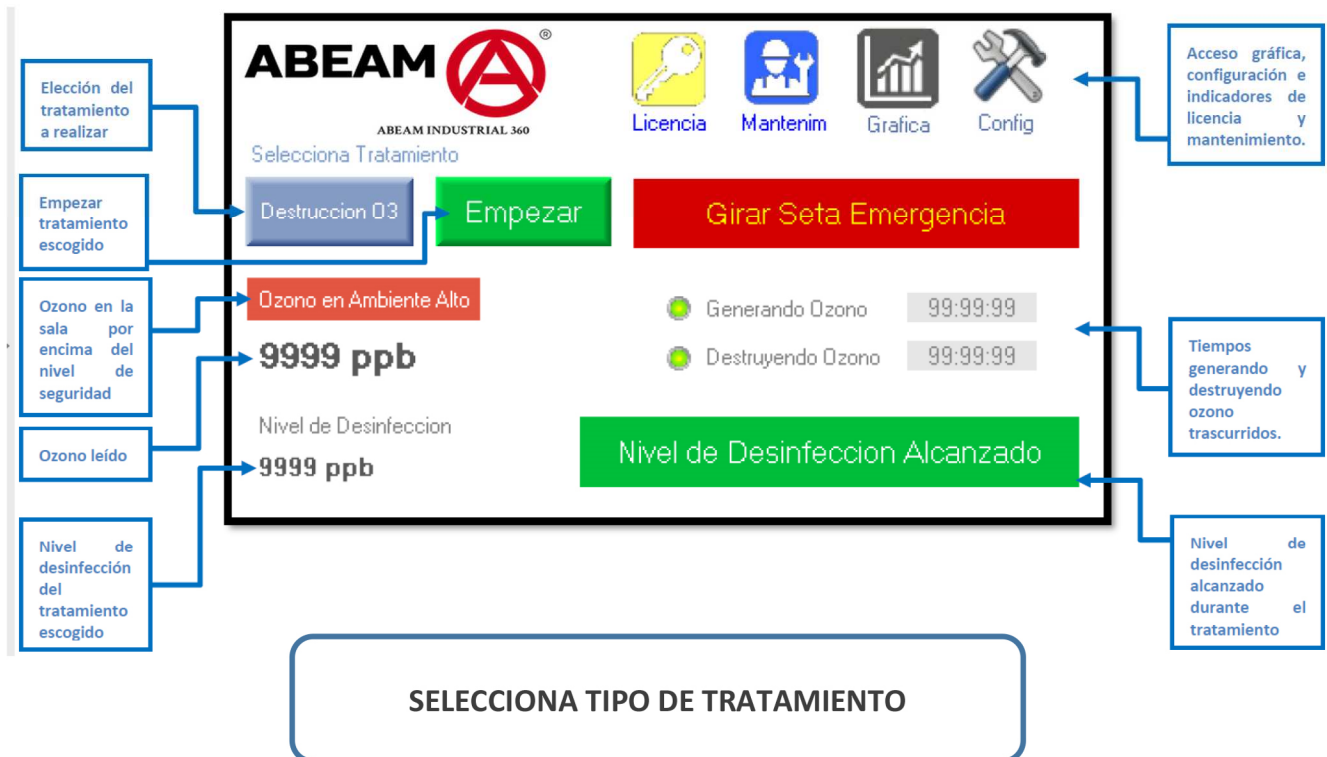 Elección del
tratamiento
a realizar
Empezar
tratamiento
escogido
Ozono en la
sala por
encima del
nivel de
seguridad
Ozono leído
Nivel de
desinfección
del
tratamiento
escogido
ABEAM
®
ABEAM INDUSTRIAL 360
Licencia
Mantenim
Grafica
Config
Selecciona Tratamiento
Destruccion O3
Empezar
Girar Seta Emergencia
Ozono en Ambiente Alto
9999 ppb
Generando Ozono 99:99:99
Destruyendo Ozono 99:99:99
Nivel de Desinfeccion
9999 ppb
Nivel de Desinfeccion Alcanzado
Acceso gráfica,
configuración e
indicadores de
licencia y
mantenimiento.
Tiempos
generando y
destruyendo
ozono
trascurridos.
Nivel de
desinfección
alcanzado
durante el
tratamiento
SELECCIONA TIPO DE TRATAMIENTO